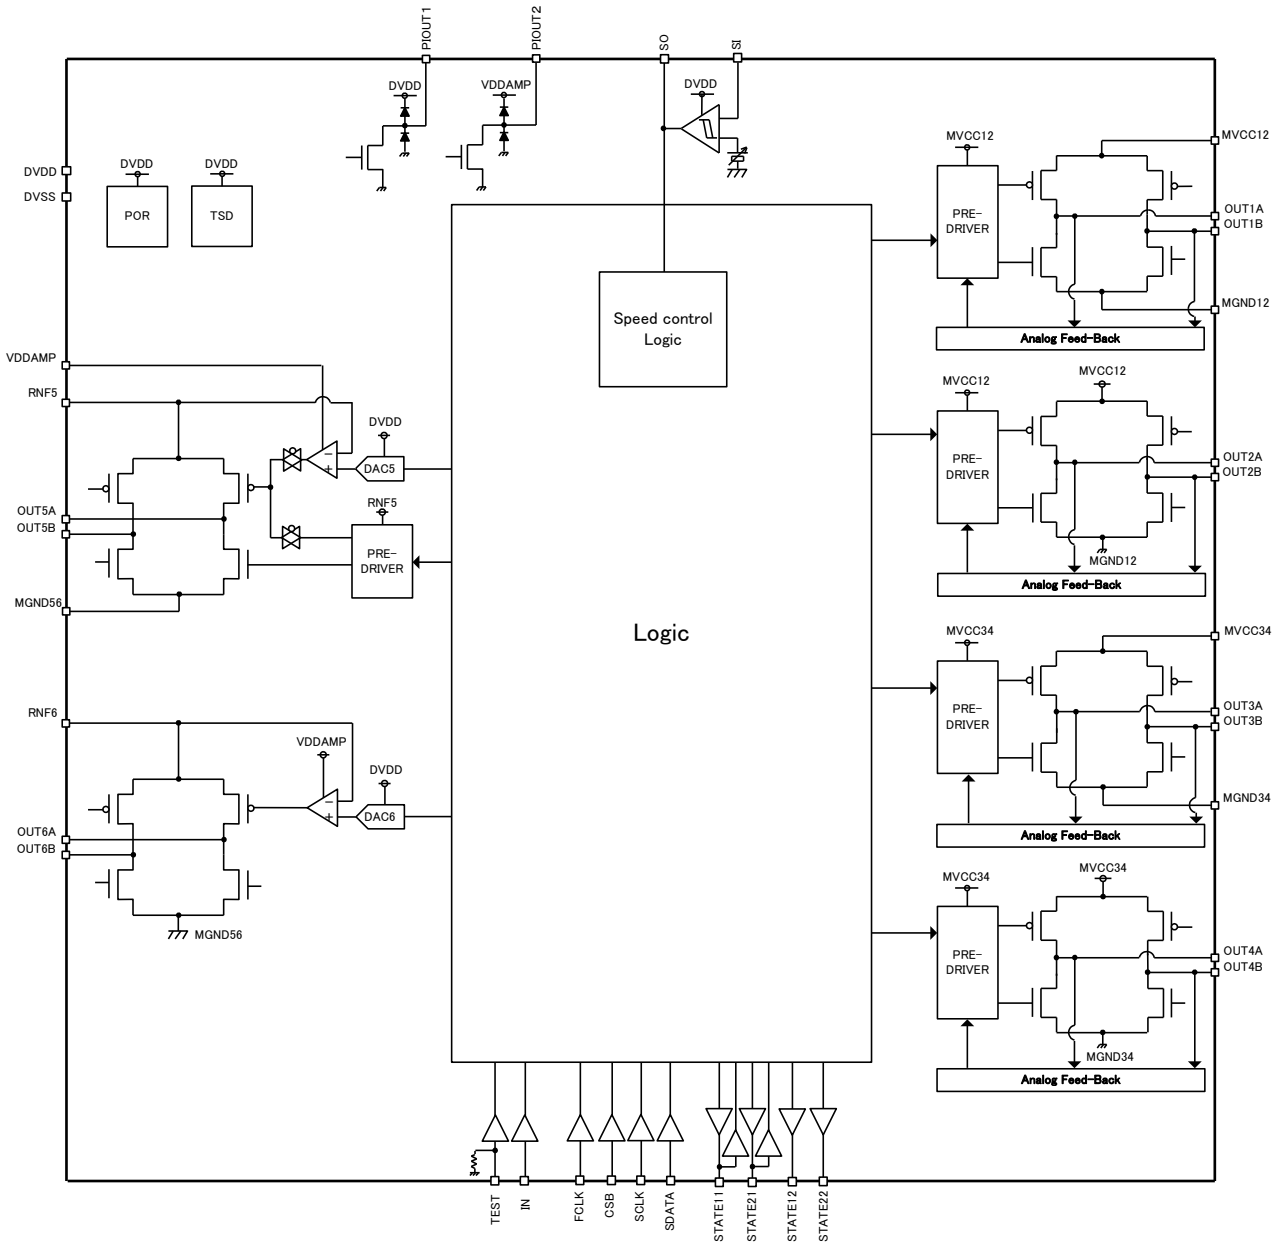 PIOUT1
PIOUT2
SO
SI
DVDD
VDDAMP
DVDD
MVCC12
MVCC12
DVDD
DVSS
DVDD
DVDD
POR
TSD
PRE-
DRIVER
OUT1A
OUT1B
MGND12
Speed control
Logic
Analog Feed-Back
VDDAMP
RNF5
DVDD
DAC5
RNF5
PRE-
DRIVER
OUT5A
OUT5B
MGND56
MVCC12
MVCC12
PRE-
DRIVER
OUT2A
OUT2B
MGND12
Analog Feed-Back
Logic
MVCC34
MVCC34
PRE-
DRIVER
OUT3A
OUT3B
MGND34
Analog Feed-Back
RNF6
VDDAMP
DVDD
DAC6
OUT6A
OUT6B
MGND56
MVCC34
MVCC34
PRE-
DRIVER
OUT4A
OUT4B
MGND34
Analog Feed-Back
TEST
IN
FCLK
CSB
SCLK
SDATA
STATE11
STATE21
STATE12
STATE22
- +
- +